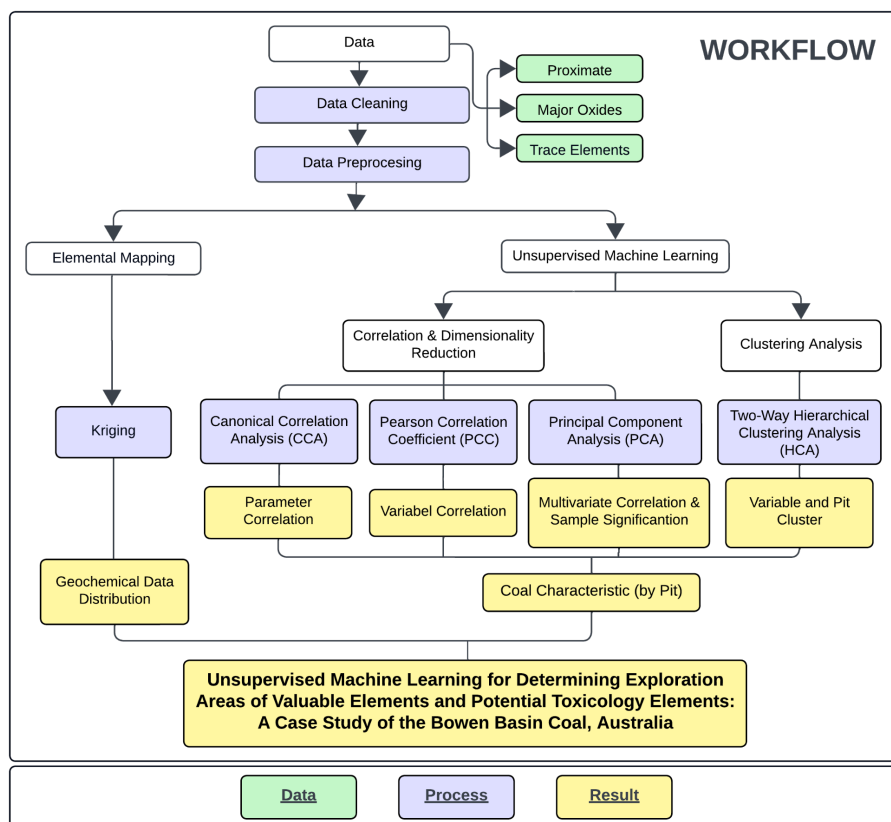 WORKFLOW
Data
Proximate
Data Cleaning
Major Oxides
Trace Elements
Data Preprocesing
Elemental Mapping
Unsupervised Machine Learning
Correlation & Dimensionality
Reduction
Clustering Analysis
Kriging
Canonical Correlation
Analysis (CCA)
Pearson Correlation
Coefficient (PCC)
Principal Component
Analysis (PCA)
Two-Way Hierarchical
Clustering Analysis
(HCA)
Parameter
Correlation
Variabel Correlation
Multivariate Correlation &
Sample Significantion
Variable and Pit
Cluster
Geochemical Data
Distribution
Coal Characteristic (by Pit)
Unsupervised Machine Learning for Determining Exploration
Areas of Valuable Elements and Potential Toxicology Elements:
A Case Study of the Bowen Basin Coal, Australia
Data
Process
Result